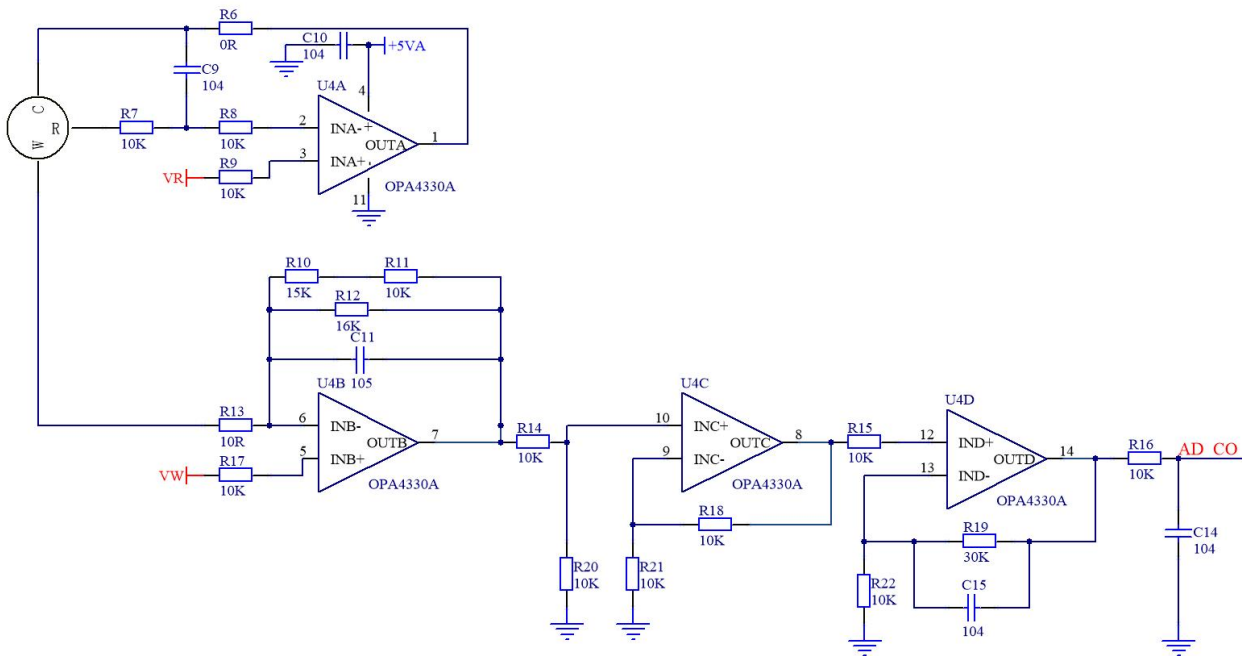 R6
0R
C9
104
C10
104
+5VA
U4A
4
C
R
W
R7
10K
R8
10K
2
INA-
+
OUTA
1
3
INA+
-
VR
R9
10K
11
OPA4330A
R10
15K
R11
10K
R12
16K
C11
105
U4B
R13
10R
6
INB-
OUTB
7
5
INB+
VW
R17
10K
OPA4330A
R14
10K
U4C
10
INC+
OUTC
8
9
INC-
OPA4330A
R18
10K
R20
10K
R21
10K
R15
10K
U4D
12
IND+
OUTD
14
13
IND-
OPA4330A
R19
30K
R22
10K
C15
104
R16
10K
AD CO
C14
104